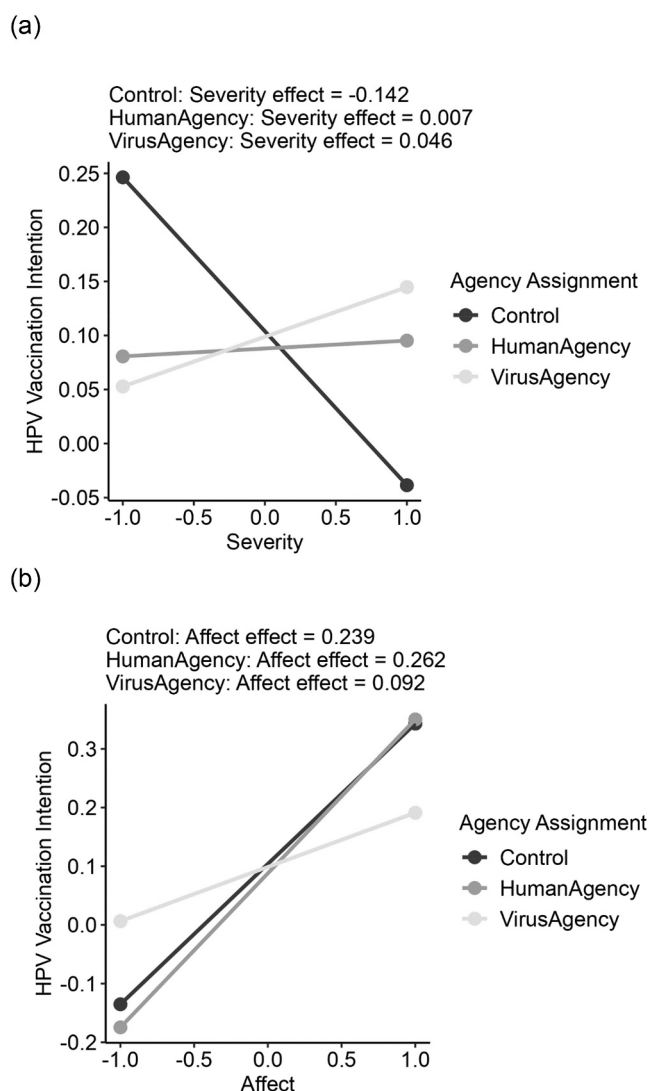 (a)
Control: Severity effect = -0.142
HumanAgency: Severity effect = 0.007
VirusAgency: Severity effect = 0.046
HPV Vaccination Intention
0.25
0.20
0.15
0.10
0.05
0.00
-0.05
-1.0 -0.5 0.0 0.5 1.0
Severity
Agency Assignment
Control
HumanAgency
VirusAgency
(b)
Control: Affect effect = 0.239
HumanAgency: Affect effect = 0.262
VirusAgency: Affect effect = 0.092
HPV Vaccination Intention
0.3
0.2
0.1
0.0
-0.1
-0.2
-1.0 -0.5 0.0 0.5 1.0
Affect
Agency Assignment
Control
HumanAgency
VirusAgency